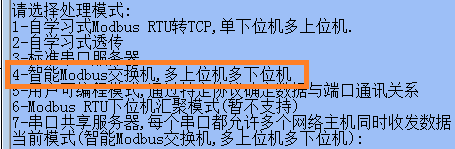 请选择处理模式:
1-自学习式Modbus RTU转TCP,单下位机多上位机.
2-自学习式透传
3-标准串口服务器
4-智能Modbus交换机,多上位机多下位机
5-用户可编程模式,通过特定协议确定数据与端口通讯关系
6-Modbus RTU下位机汇聚模式(暂不支持)
7-串口共享服务器,每个串口都允许多个网络主机同时收发数据
当前模式(智能Modbus交换机,多上位机多下位机):